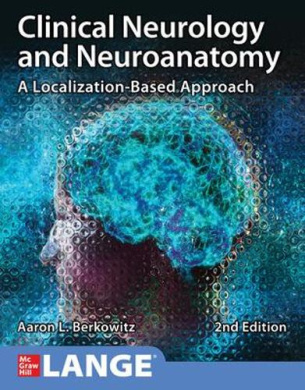 Clinical Neurology
and Neuroanatomy
A Localization-Based Approach
Aaron L. Berkowitz
2nd Edition
Mc
Graw
Hill
LANGE®